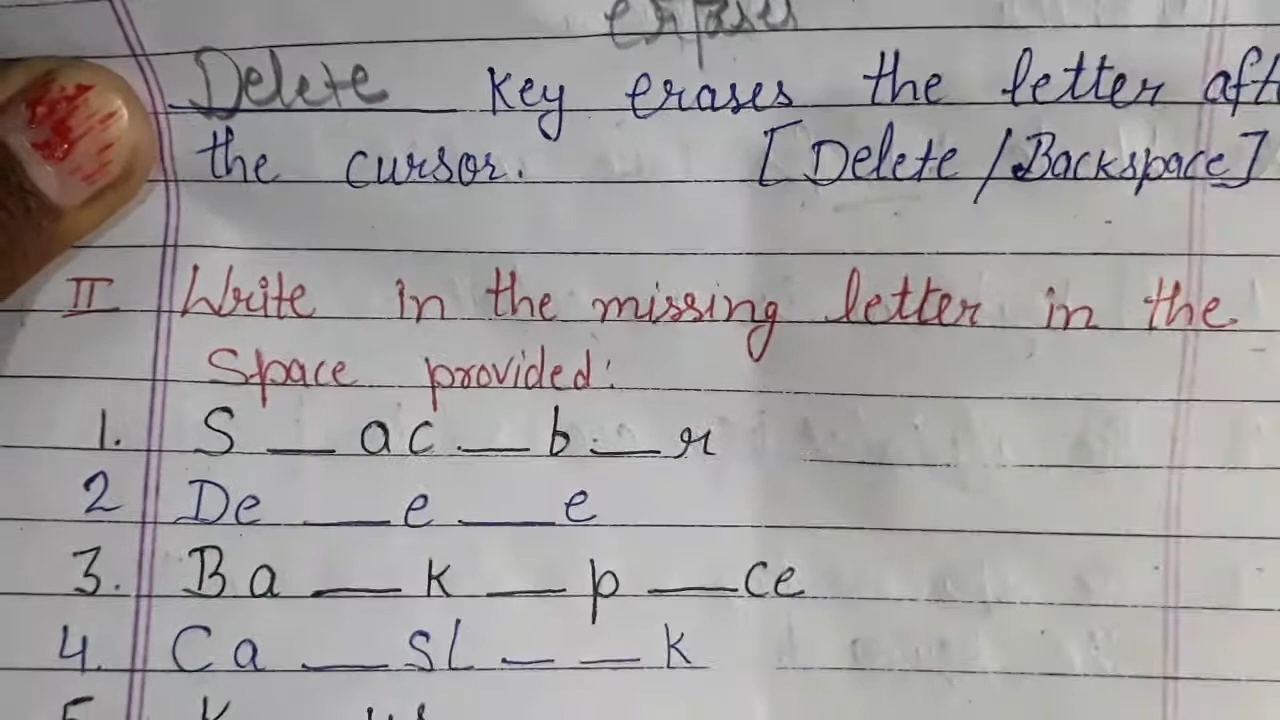 erases
Delete key erases the letter aft
the cursor. [Delete / Backspace]
II Write in the missing letter in the
Space provided:
1. S __ ac __ b __ r
2 De __ e __ e
3. Ba __ k __ p __ ce
4. Ca __ sl __ __ k